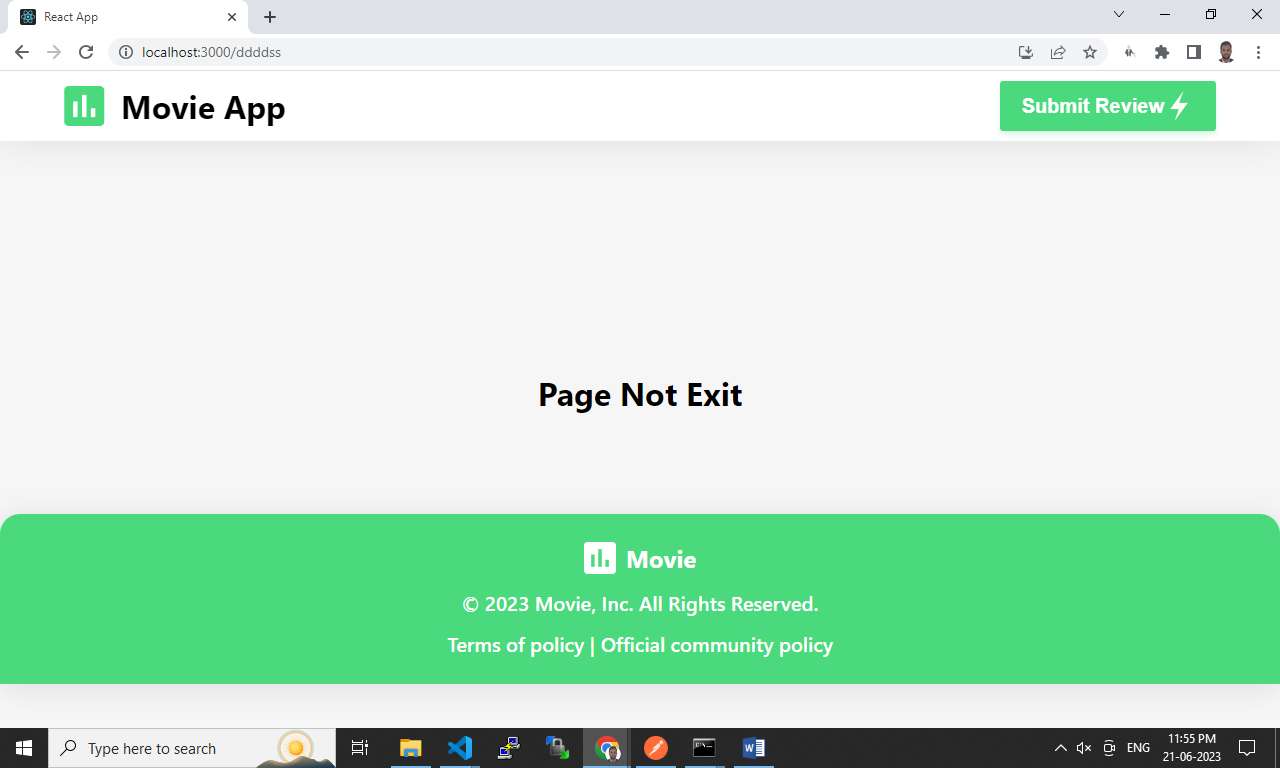 React App
localhost:3000/ddddss
Movie App
Submit Review
Page Not Exit
Movie
© 2023 Movie, Inc. All Rights Reserved.
Terms of policy | Official community policy
Type here to search
ENG
11:55 PM
21-06-2023